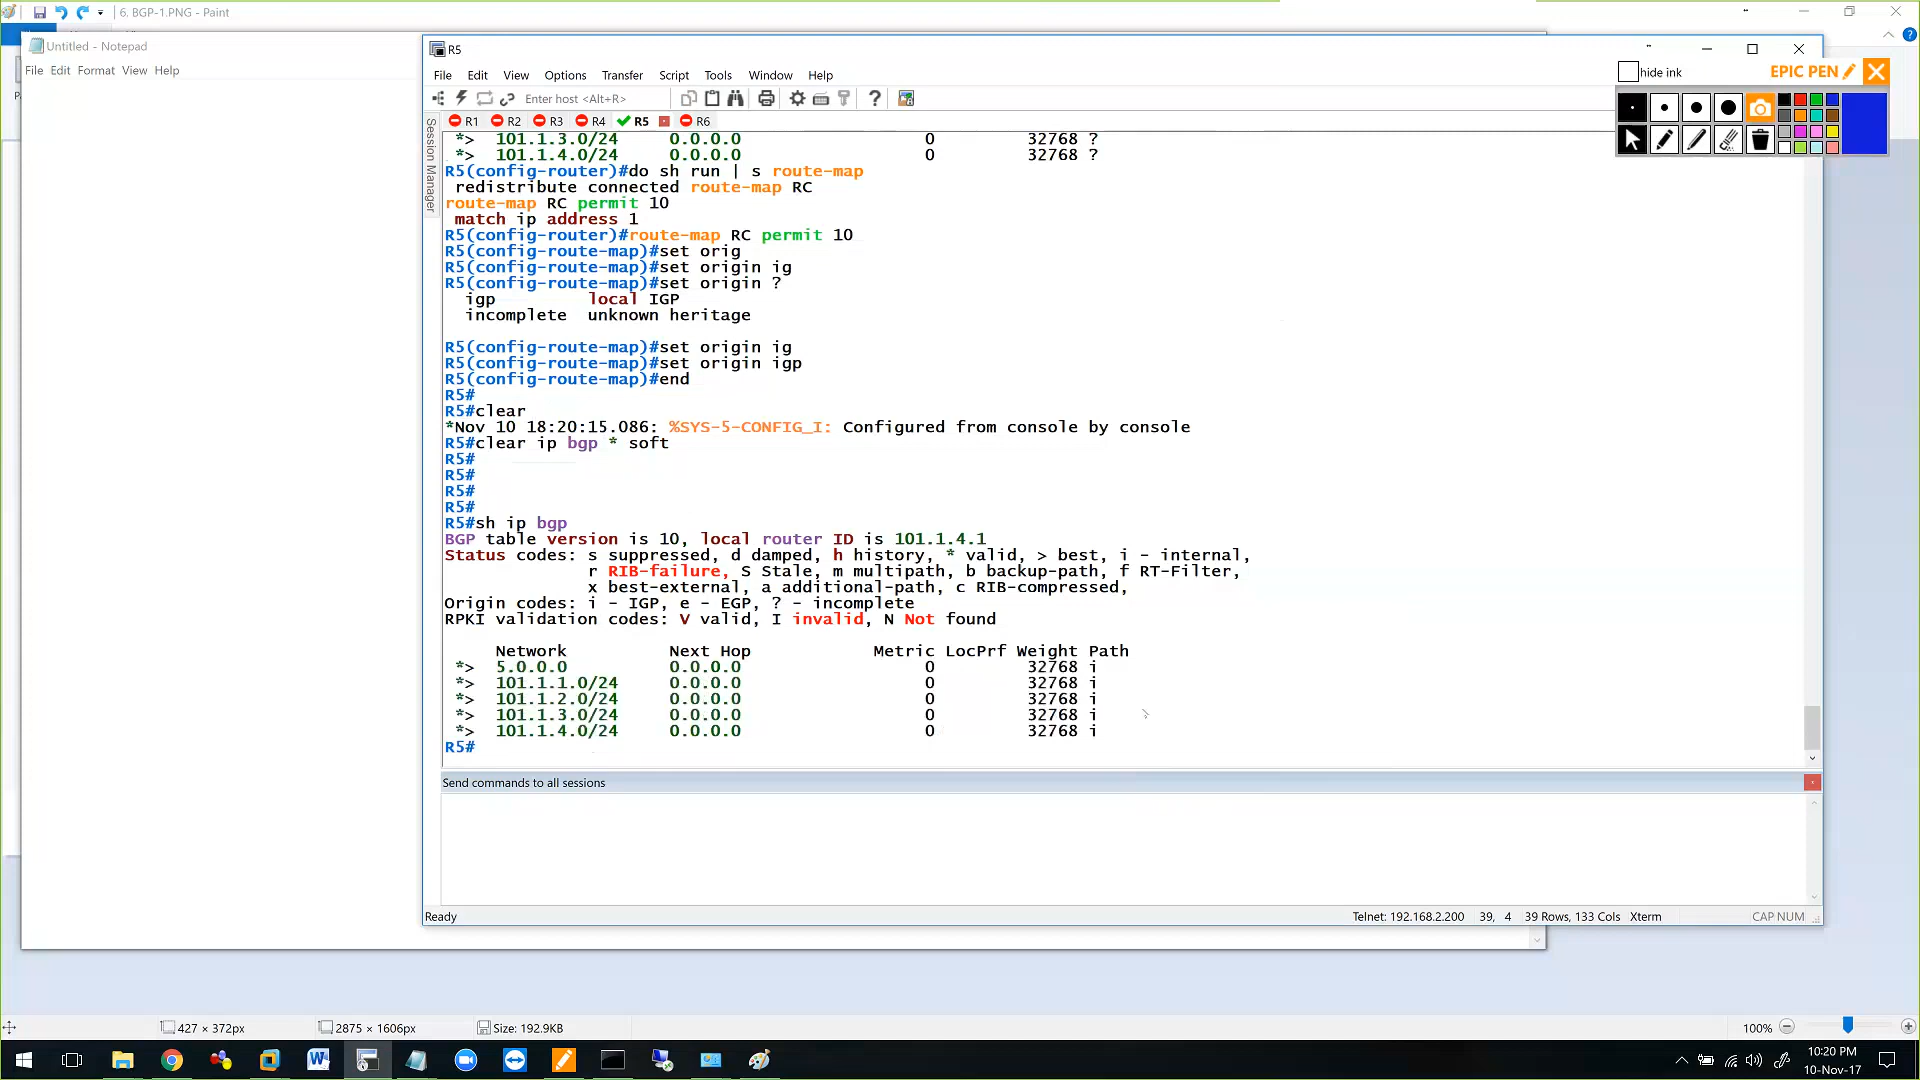 6. BGP-1.PNG - Paint
Untitled - Notepad
File Edit Format View Help
R5
File Edit View Options Transfer Script Tools Window Help
hide ink
EPIC PEN
Enter host <Alt+R>
Session Manager
R1 R2 R3 R4 R5 R6
*> 101.1.3.0/24 0.0.0.0 0 32768 ?
*> 101.1.4.0/24 0.0.0.0 0 32768 ?
R5(config-router)#do sh run | s route-map
redistribute connected route-map RC
route-map RC permit 10
match ip address 1
R5(config-router)#route-map RC permit 10
R5(config-route-map)#set orig
R5(config-route-map)#set origin ig
R5(config-route-map)#set origin ?
igp local IGP
incomplete unknown heritage
R5(config-route-map)#set origin ig
R5(config-route-map)#set origin igp
R5(config-route-map)#end
R5#
R5#clear
*Nov 10 18:20:15.086: %SYS-5-CONFIG_I: Configured from console by console
R5#clear ip bgp * soft
R5#
R5#
R5#
R5#
R5#sh ip bgp
BGP table version is 10, local router ID is 101.1.4.1
Status codes: s suppressed, d damped, h history, * valid, > best, i - internal,
r RIB-failure, S Stale, m multipath, b backup-path, f RT-Filter,
x best-external, a additional-path, c RIB-compressed,
Origin codes: i - IGP, e - EGP, ? - incomplete
RPKI validation codes: V valid, I invalid, N Not found
Network Next Hop Metric LocPrf Weight Path
*> 5.0.0.0 0.0.0.0 0 32768 i
*> 101.1.1.0/24 0.0.0.0 0 32768 i
*> 101.1.2.0/24 0.0.0.0 0 32768 i
*> 101.1.3.0/24 0.0.0.0 0 32768 i
*> 101.1.4.0/24 0.0.0.0 0 32768 i
R5#
Send commands to all sessions
Ready Telnet: 192.168.2.200 39, 4 39 Rows, 133 Cols Xterm CAP NUM
427 × 372px 2875 × 1606px Size: 192.9KB 100%
10:20 PM
10-Nov-17